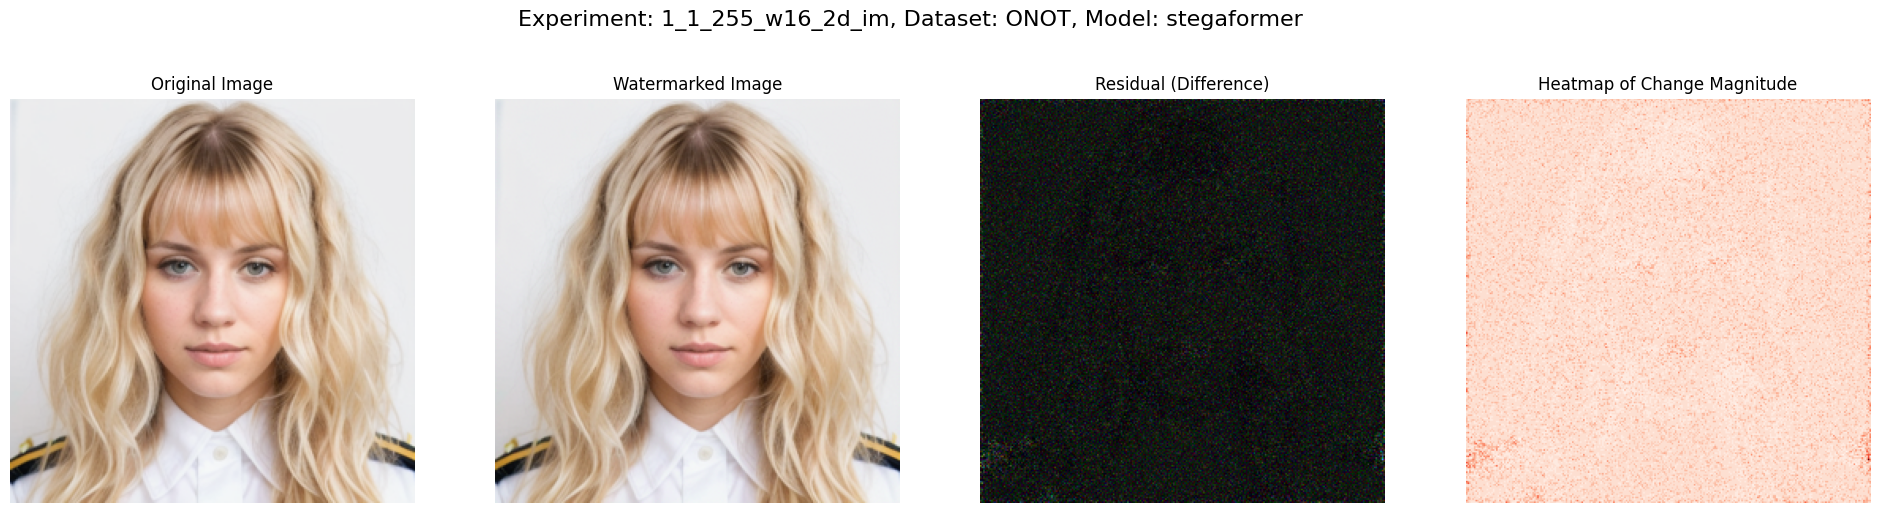 Experiment: 1_1_255_w16_2d_im, Dataset: ONOT, Model: stegaformer
Original Image
Watermarked Image
Residual (Difference)
Heatmap of Change Magnitude